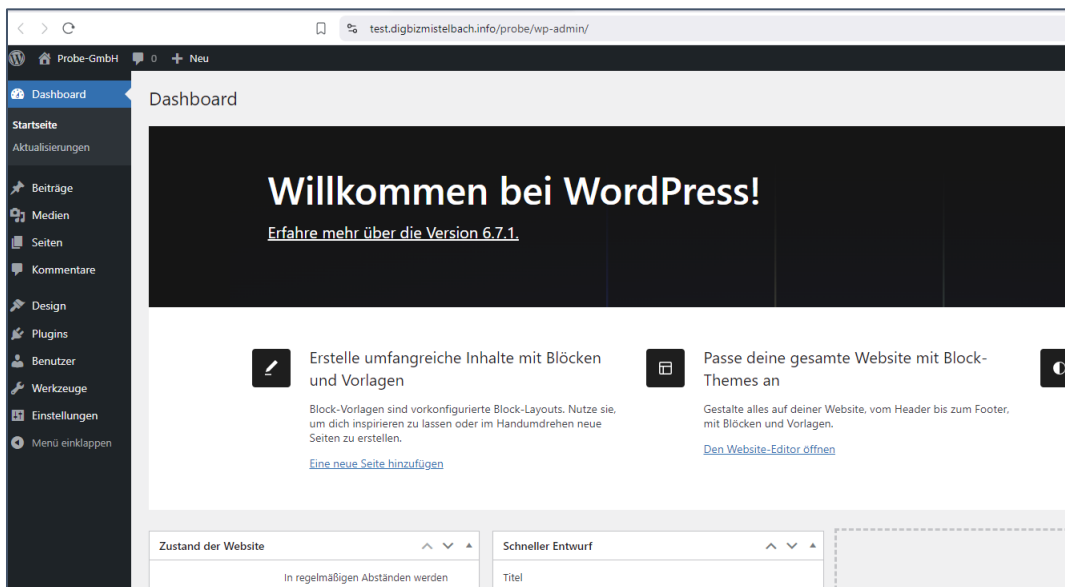 test.digbizmistelbach.info/probe/wp-admin/
Probe-GmbH 0 + Neu
Dashboard
Startseite
Aktualisierungen
Beiträge
Medien
Seiten
Kommentare
Design
Plugins
Benutzer
Werkzeuge
Einstellungen
Menü einklappen
Dashboard
Willkommen bei WordPress!
Erfahre mehr über die Version 6.7.1.
Erstelle umfangreiche Inhalte mit Blöcken
und Vorlagen
Block-Vorlagen sind vorkonfigurierte Block-Layouts. Nutze sie,
um dich inspirieren zu lassen oder im Handumdrehen neue
Seiten zu erstellen.
Eine neue Seite hinzufügen
Passe deine gesamte Website mit Block-
Themes an
Gestalte alles auf deiner Website, vom Header bis zum Footer,
mit Blöcken und Vorlagen.
Den Website-Editor öffnen
Zustand der Website
In regelmäßigen Abständen werden
Schneller Entwurf
Titel